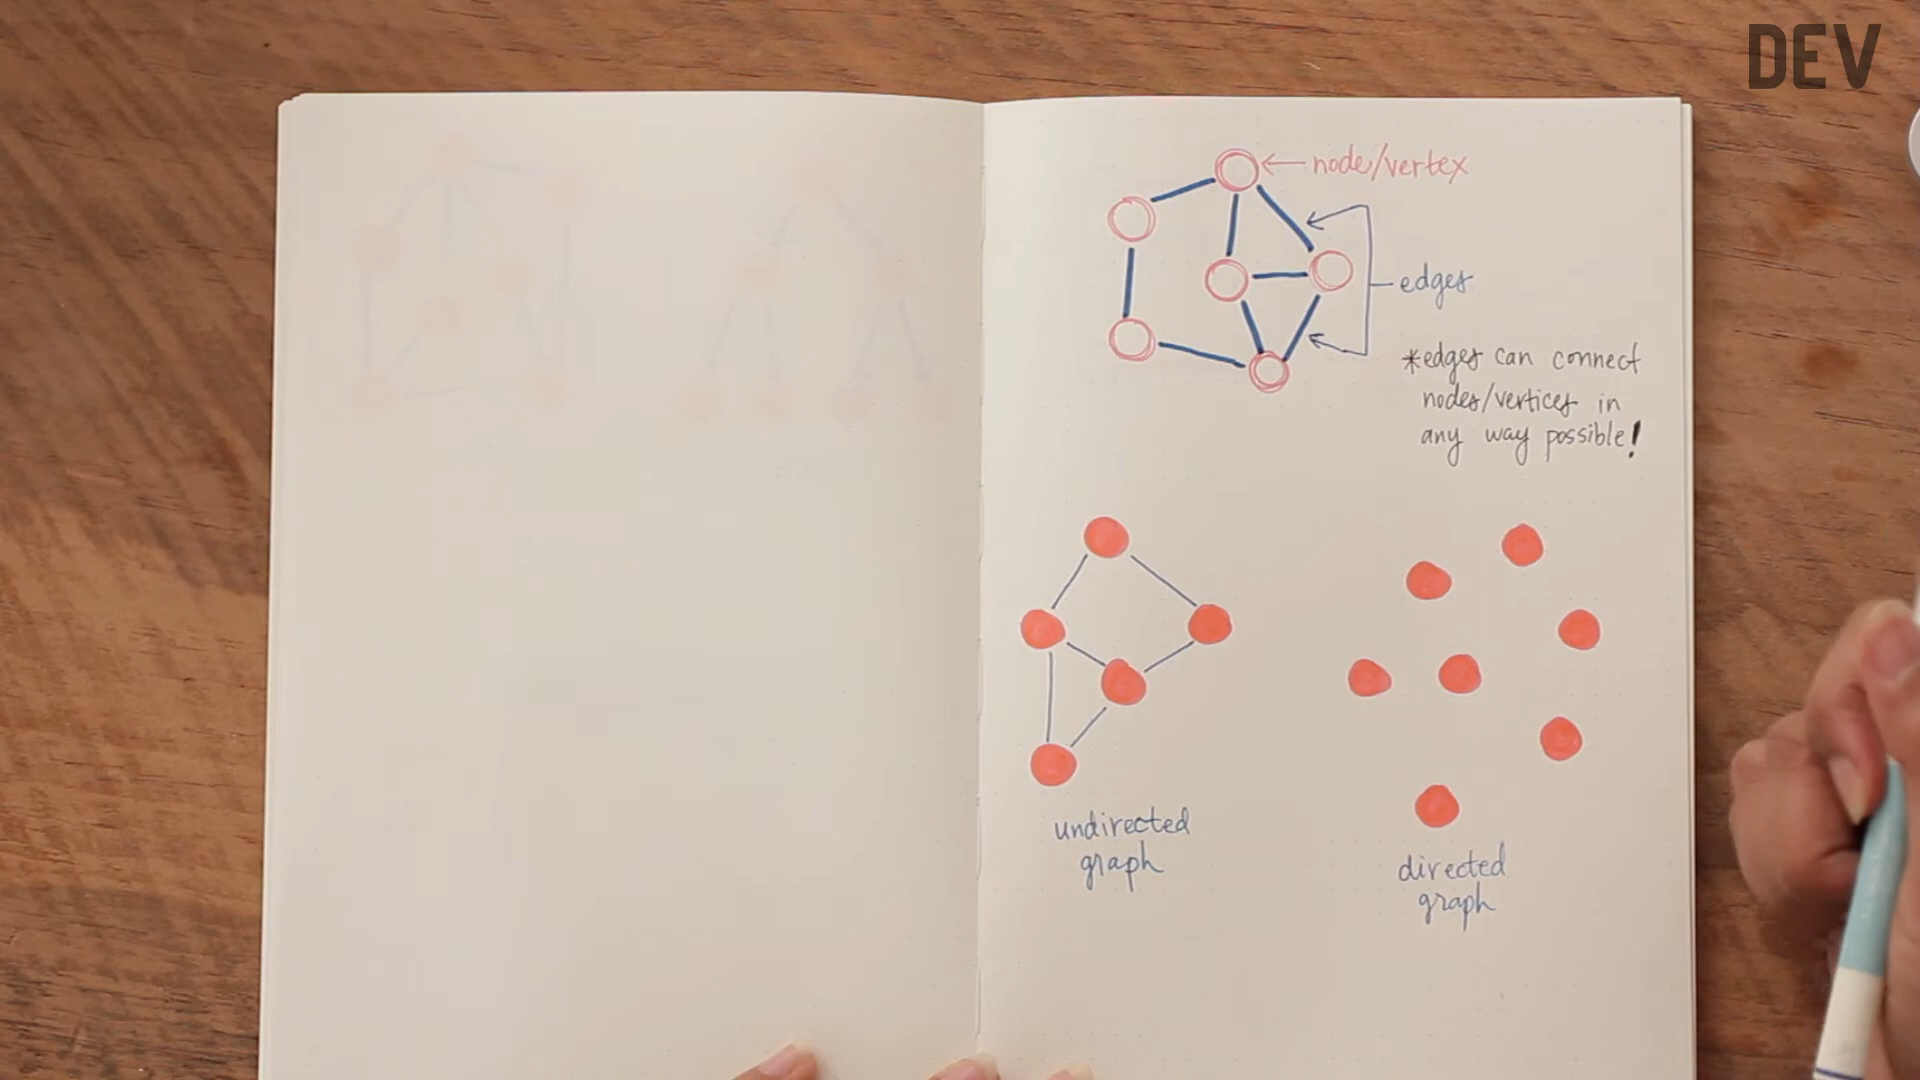 DEV
node/vertex
edges
*edges can connect
nodes/vertices in
any way possible!
undirected
graph
directed
graph